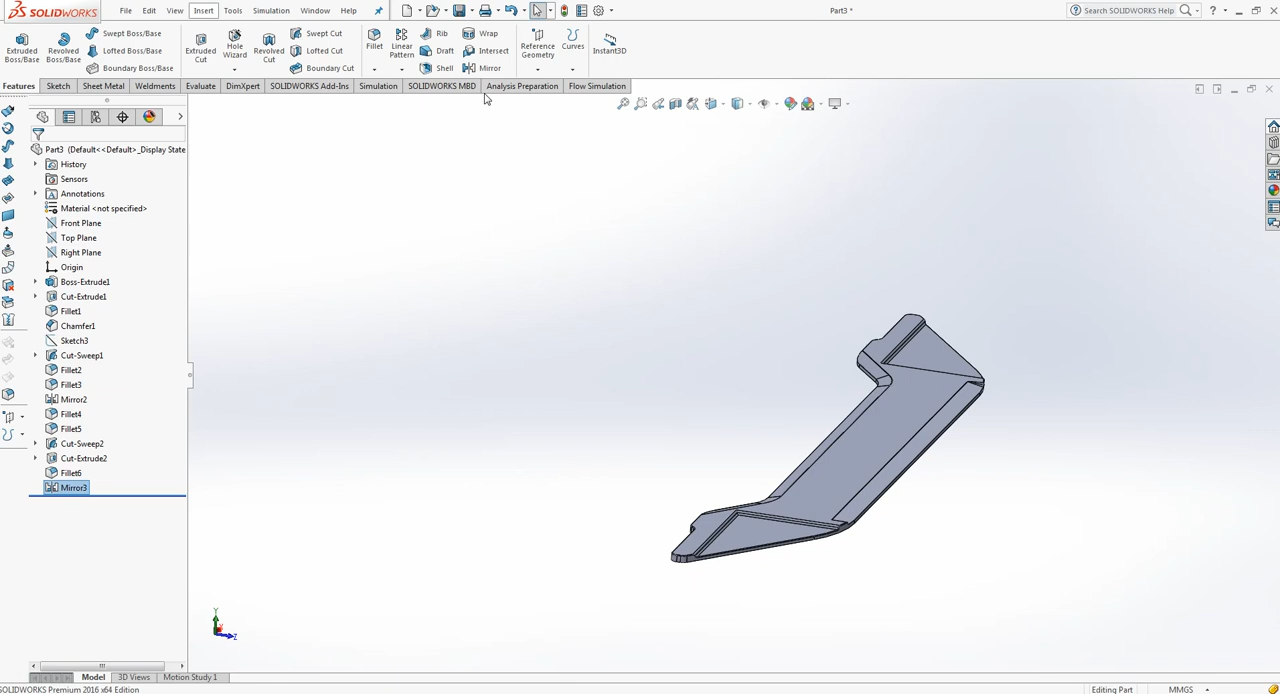 SOLIDWORKS
File
Edit
View
Insert
Tools
Simulation
Window
Help
Part3 *
Search SOLIDWORKS Help
Extruded Boss/Base
Revolved Boss/Base
Swept Boss/Base
Lofted Boss/Base
Boundary Boss/Base
Extruded Cut
Hole Wizard
Revolved Cut
Swept Cut
Lofted Cut
Boundary Cut
Fillet
Linear Pattern
Rib
Draft
Shell
Wrap
Intersect
Mirror
Reference Geometry
Curves
Instant3D
Features
Sketch
Sheet Metal
Weldments
Evaluate
DimXpert
SOLIDWORKS Add-Ins
Simulation
SOLIDWORKS MBD
Analysis Preparation
Flow Simulation
Part3 (Default<<Default>_Display State
History
Sensors
Annotations
Material <not specified>
Front Plane
Top Plane
Right Plane
Origin
Boss-Extrude1
Cut-Extrude1
Fillet1
Chamfer1
Sketch3
Cut-Sweep1
Fillet2
Fillet3
Mirror2
Fillet4
Fillet5
Cut-Sweep2
Cut-Extrude2
Fillet6
Mirror3
Y
Z
Model
3D Views
Motion Study 1
SOLIDWORKS Premium 2016 x64 Edition
Editing Part
MMGS